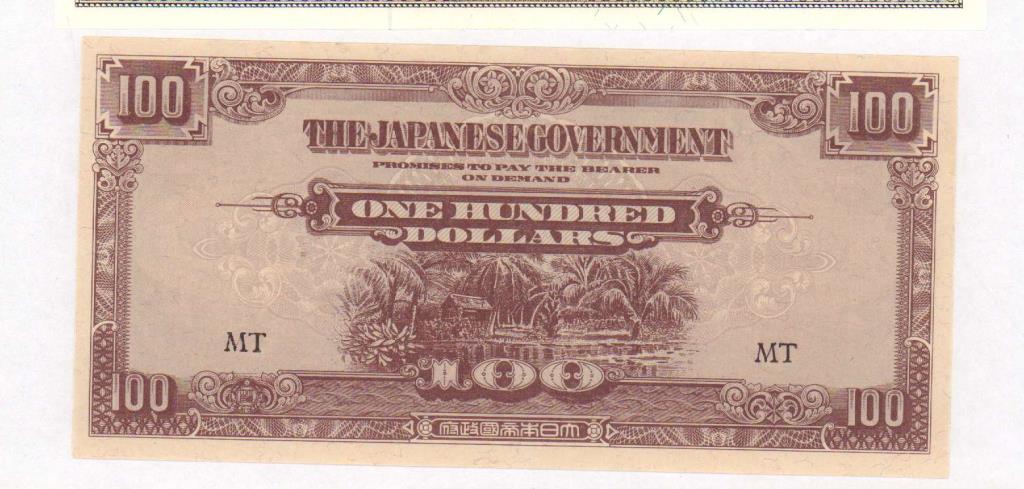 100 100
THE JAPANESE GOVERNMENT
PROMISES TO PAY THE BEARER
ON DEMAND
ONE HUNDRED
DOLLARS
MT MT
100 100 100
府政國帝本日大